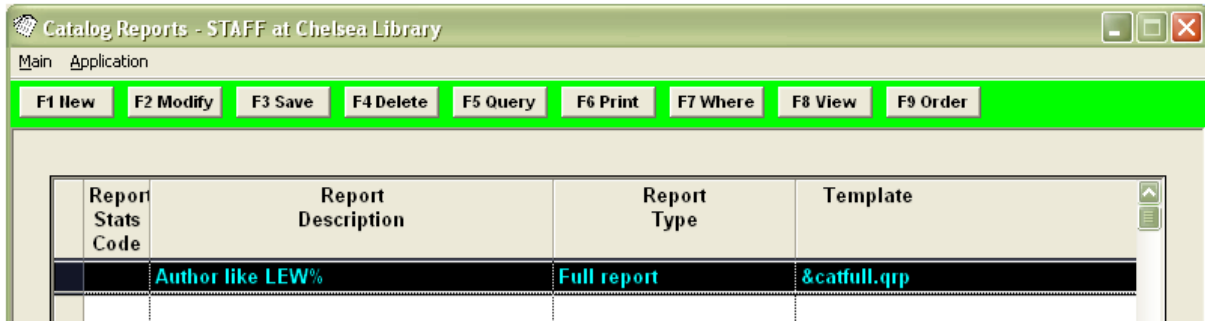 Catalog Reports - STAFF at Chelsea Library
Main Application
F1 New F2 Modify F3 Save F4 Delete F5 Query F6 Print F7 Where F8 View F9 Order
Report Stats Code Report Description Report Type Template
Author like LEW% Full report &catfull.qrp